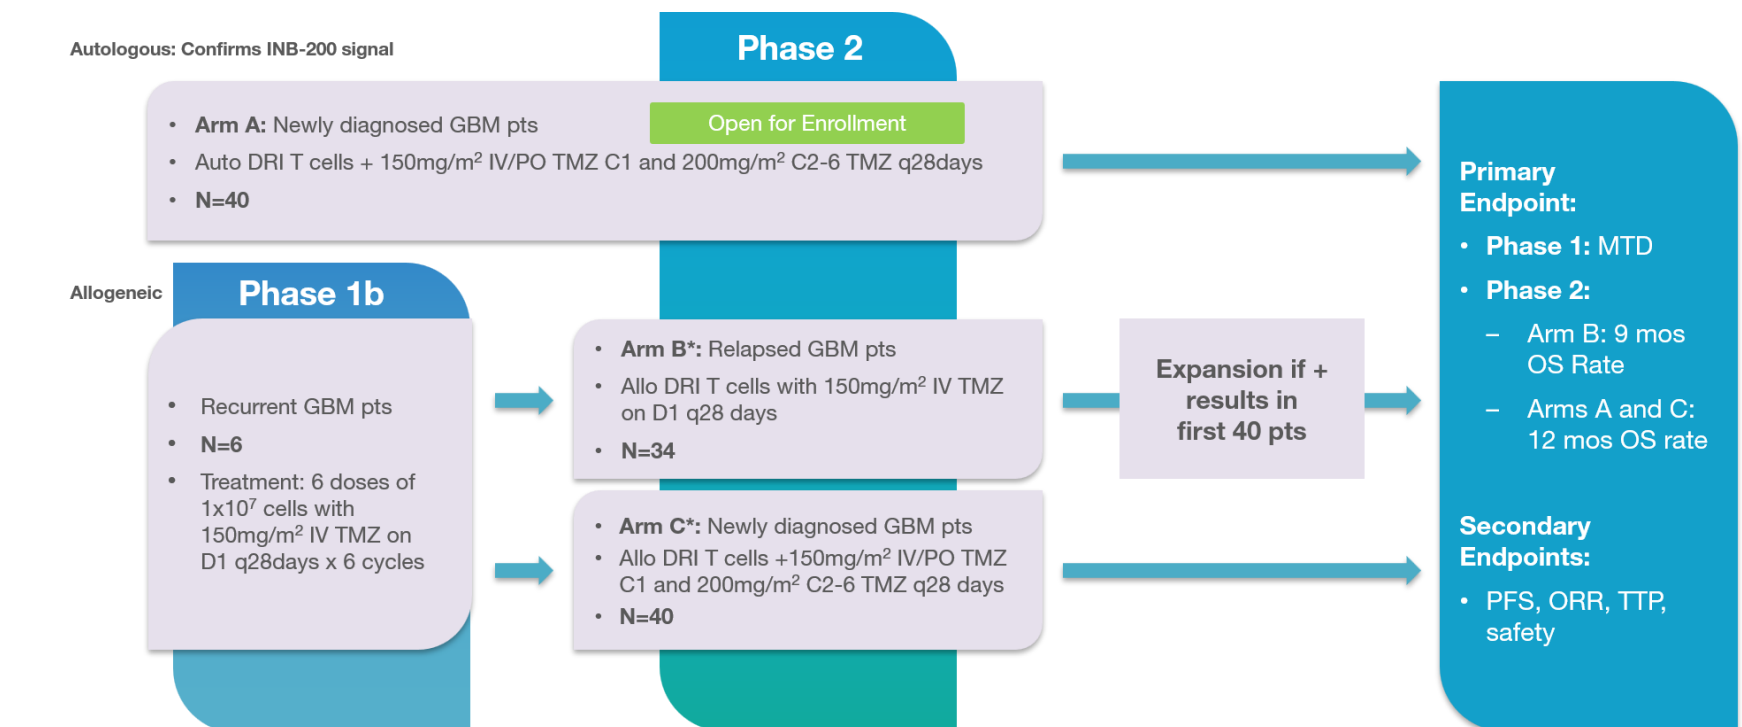 Autologous: Confirms INB-200 signal
Phase 2
• Arm A: Newly diagnosed GBM pts
Open for Enrollment
• Auto DRI T cells + 150mg/m² IV/PO TMZ C1 and 200mg/m² C2-6 TMZ q28days
• N=40
Allogeneic
Phase 1b
• Recurrent GBM pts
• N=6
• Treatment: 6 doses of
1x10⁷ cells with
150mg/m² IV TMZ on
D1 q28days x 6 cycles
• Arm B*: Relapsed GBM pts
• Allo DRI T cells with 150mg/m² IV TMZ
on D1 q28 days
• N=34
• Arm C*: Newly diagnosed GBM pts
• Allo DRI T cells +150mg/m² IV/PO TMZ
C1 and 200mg/m² C2-6 TMZ q28 days
• N=40
Expansion if +
results in
first 40 pts
Primary
Endpoint:
• Phase 1: MTD
• Phase 2:
– Arm B: 9 mos
OS Rate
– Arms A and C:
12 mos OS rate
Secondary
Endpoints:
• PFS, ORR, TTP,
safety